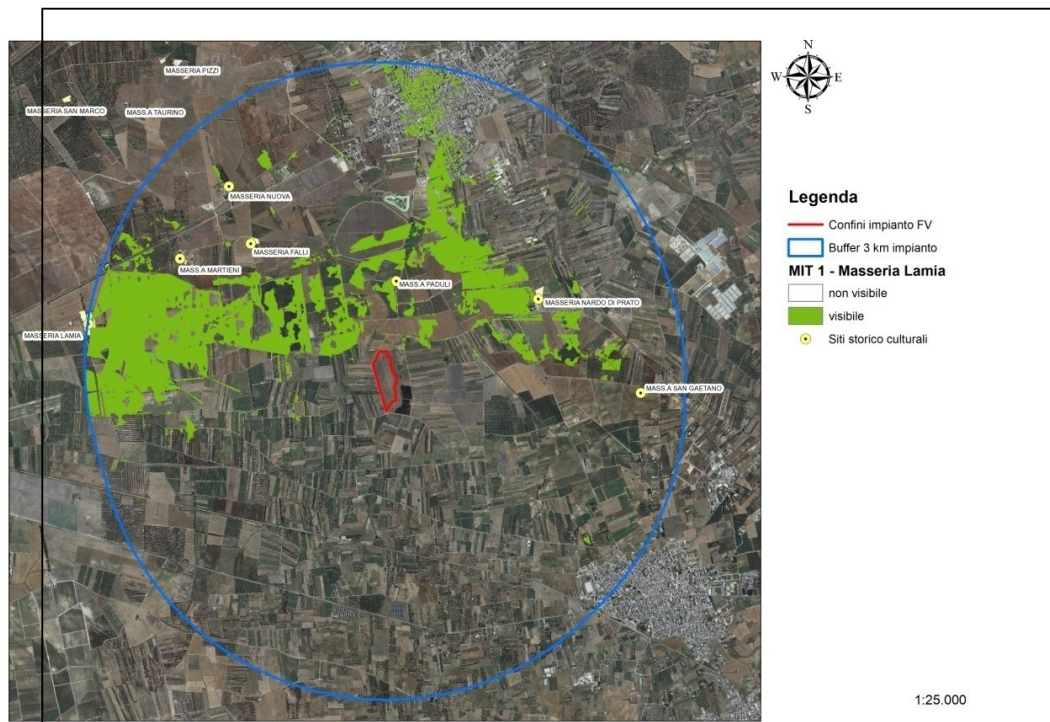 MASSERIA PIZZI
MASSERIA SAN MARCO
MASS.A TAURINO
MASSERIA NUOVA
MASSERIA FALLI
MASS.A MARTIENI
MASS.A PADULI
MASSERIA NARDO DI PRATO
MASSERIA LAMIA
MASS.A SAN GAETANO
N
W E
S
Legenda
Confini impianto FV
Buffer 3 km impianto
MIT 1 - Masseria Lamia
non visibile
visibile
Siti storico culturali
1:25.000